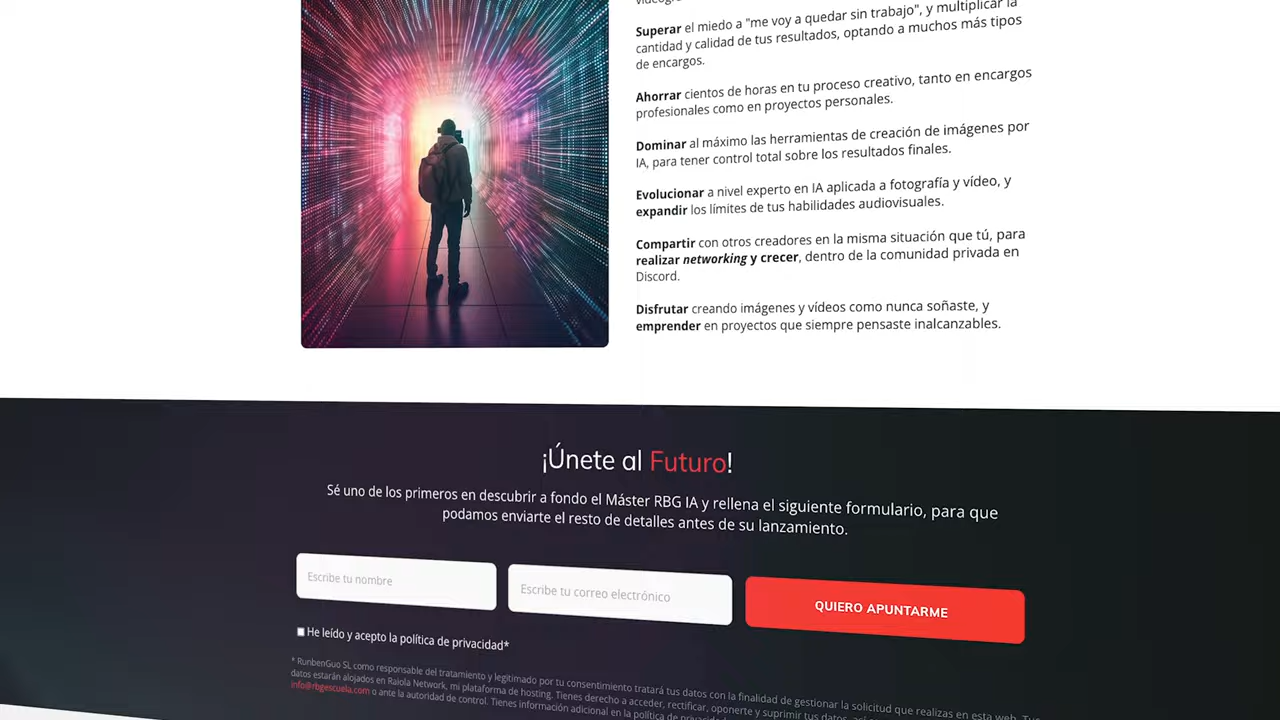 Superar el miedo a "me voy a quedar sin trabajo", y multiplicar la
cantidad y calidad de tus resultados, optando a muchos más tipos
de encargos.
Ahorrar cientos de horas en tu proceso creativo, tanto en encargos
profesionales como en proyectos personales.
Dominar al máximo las herramientas de creación de imágenes por
IA, para tener control total sobre los resultados finales.
Evolucionar a nivel experto en IA aplicada a fotografía y vídeo, y
expandir los límites de tus habilidades audiovisuales.
Compartir con otros creadores en la misma situación que tú, para
realizar networking y crecer, dentro de la comunidad privada en
Discord.
Disfrutar creando imágenes y vídeos como nunca soñaste, y
emprender en proyectos que siempre pensaste inalcanzables.
¡Únete al Futuro!
Sé uno de los primeros en descubrir a fondo el Máster RBG IA y rellena el siguiente formulario, para que
podamos enviarte el resto de detalles antes de su lanzamiento.
Escribe tu nombre
Escribe tu correo electrónico
QUIERO APUNTARME
He leído y acepto la política de privacidad*
* RunbenGuo SL como responsable del tratamiento y legitimado por tu consentimiento tratará tus datos con la finalidad de gestionar la solicitud que realizas en esta web. Tus
datos estarán alojados en Raiola Network, mi plataforma de hosting. Tienes derecho a acceder, rectificar, oponerte y suprimir tus datos, así
info@rbgescuela.com o ante la autoridad de control. Tienes información adicional en la política de